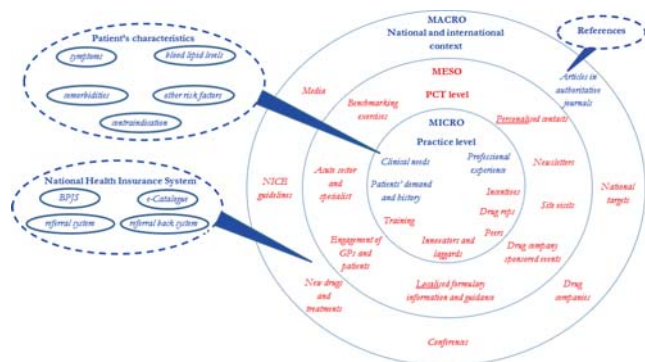 MACRO
National and international
context
References
Patient's characteristics
symptoms
blood lipid levels
comorbidities
other risk factors
contraindication
Media
MESO
PCT level
Articles in
authoritative
journals
Benchmarking
exercises
MICRO
Practice level
Personalised contacts
Clinical needs
Professional
experience
Newsletters
National Health Insurance System
BPJS
e-Catalogue
referral system
referral back system
NICE
guidelines
Acute sector
and
specialist
Patients' demand
and history
Incentives
Site visits
National
targets
Training
Drug reps
Peers
Innovators and
laggards
Engagement of
GPs and
patients
Drug company
sponsored events
New drugs
and
treatments
Localised formulary
information and guidance
Drug
companies
Conferences